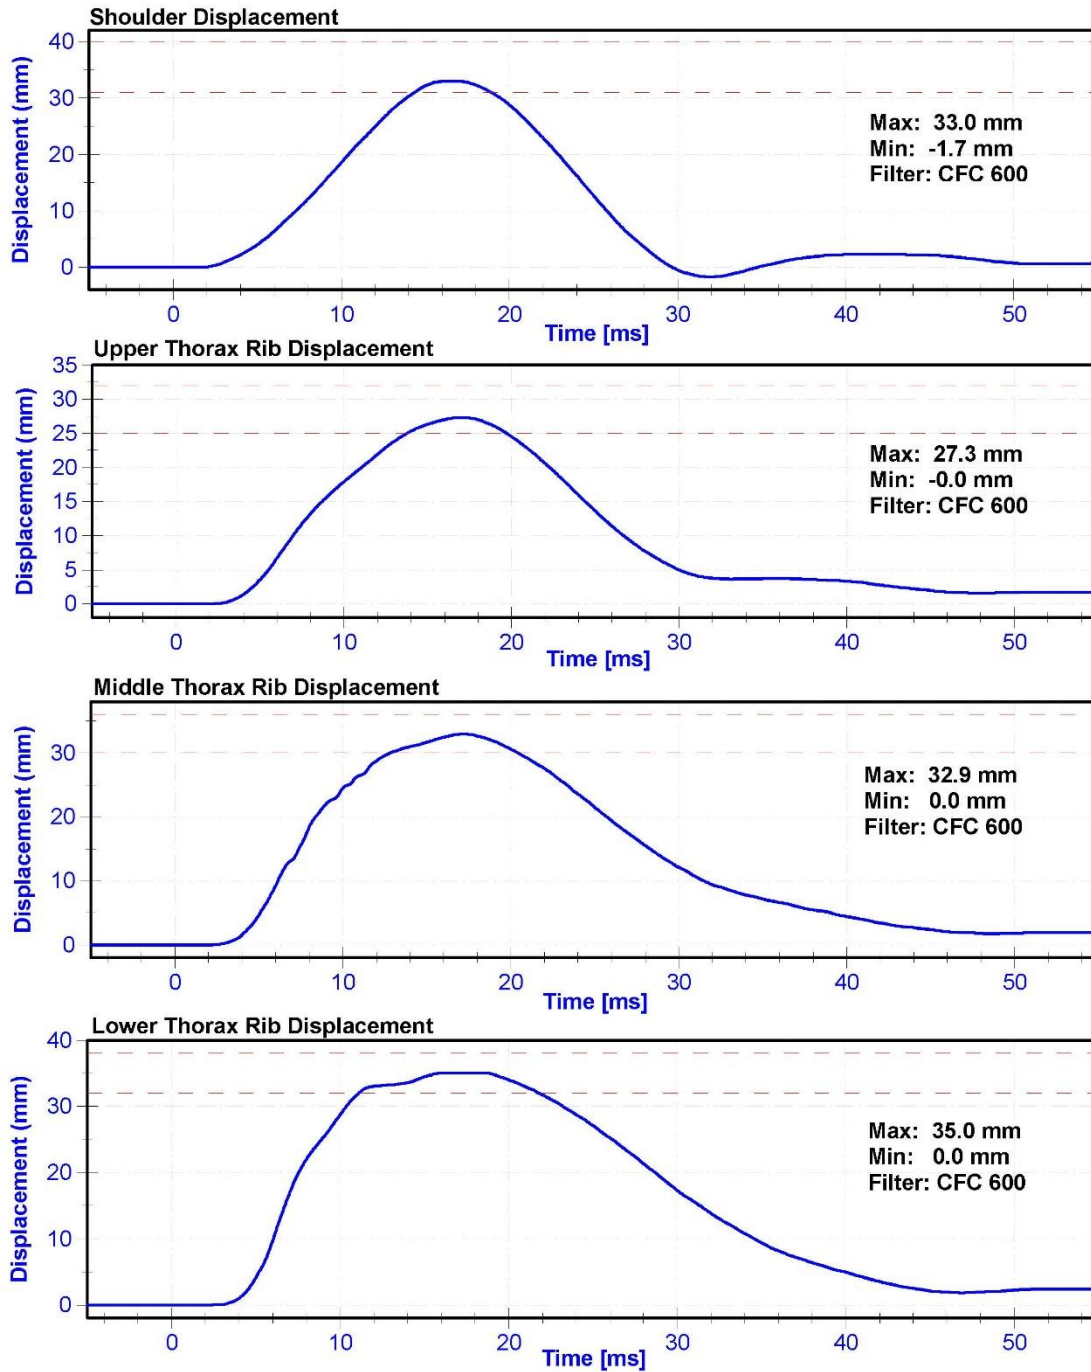 Shoulder Displacement
Displacement (mm)
40
30
20
10
0
Max: 33.0 mm
Min: -1.7 mm
Filter: CFC 600
0 10 20 30 40 50
Time [ms]
Upper Thorax Rib Displacement
Displacement (mm)
35
30
25
20
15
10
5
0
Max: 27.3 mm
Min: -0.0 mm
Filter: CFC 600
0 10 20 30 40 50
Time [ms]
Middle Thorax Rib Displacement
Displacement (mm)
30
20
10
0
Max: 32.9 mm
Min: 0.0 mm
Filter: CFC 600
0 10 20 30 40 50
Time [ms]
Lower Thorax Rib Displacement
Displacement (mm)
40
30
20
10
0
Max: 35.0 mm
Min: 0.0 mm
Filter: CFC 600
0 10 20 30 40 50
Time [ms]